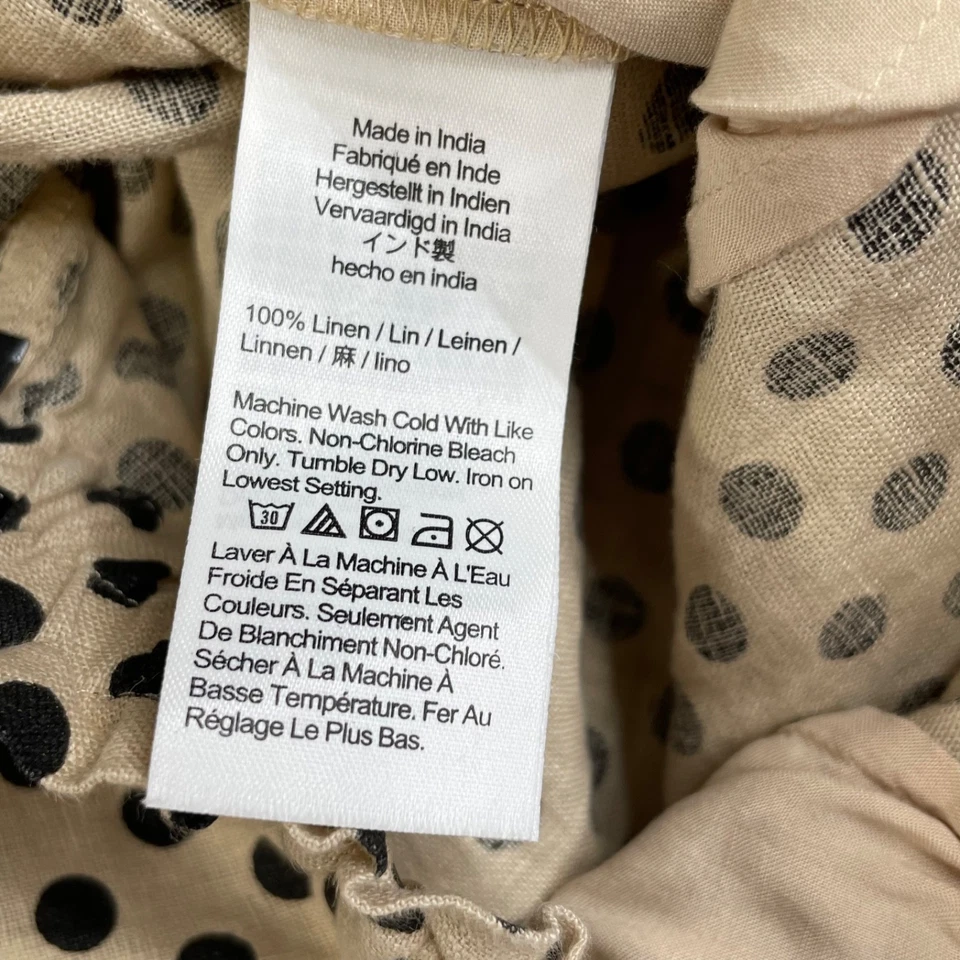 Made in India
Fabriqué en Inde
Hergestellt in Indien
Vervaardigd in India
インド製
hecho en india
100% Linen / Lin / Leinen /
Linnen / 麻 / lino
Machine Wash Cold With Like
Colors. Non-Chlorine Bleach
Only. Tumble Dry Low. Iron on
Lowest Setting.
30
Laver À La Machine À L'Eau
Froide En Séparant Les
Couleurs. Seulement Agent
De Blanchiment Non-Chloré.
Sécher À La Machine À
Basse Température. Fer Au
Réglage Le Plus Bas.